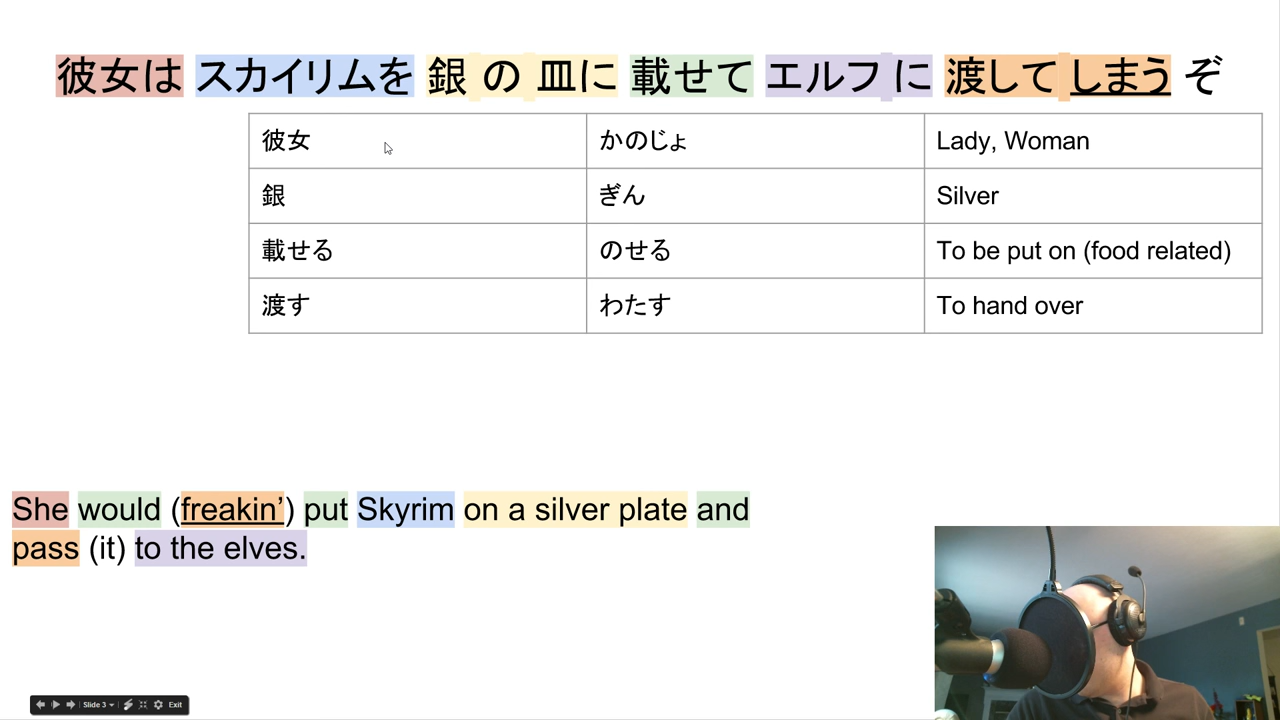 彼女は スカイリムを 銀 の 皿に 載せて エルフ に 渡して しまう ぞ
彼女 かのじょ Lady, Woman
銀 ぎん Silver
載せる のせる To be put on (food related)
渡す わたす To hand over
She would (freakin’) put Skyrim on a silver plate and
pass (it) to the elves.
Slide 3 Exit